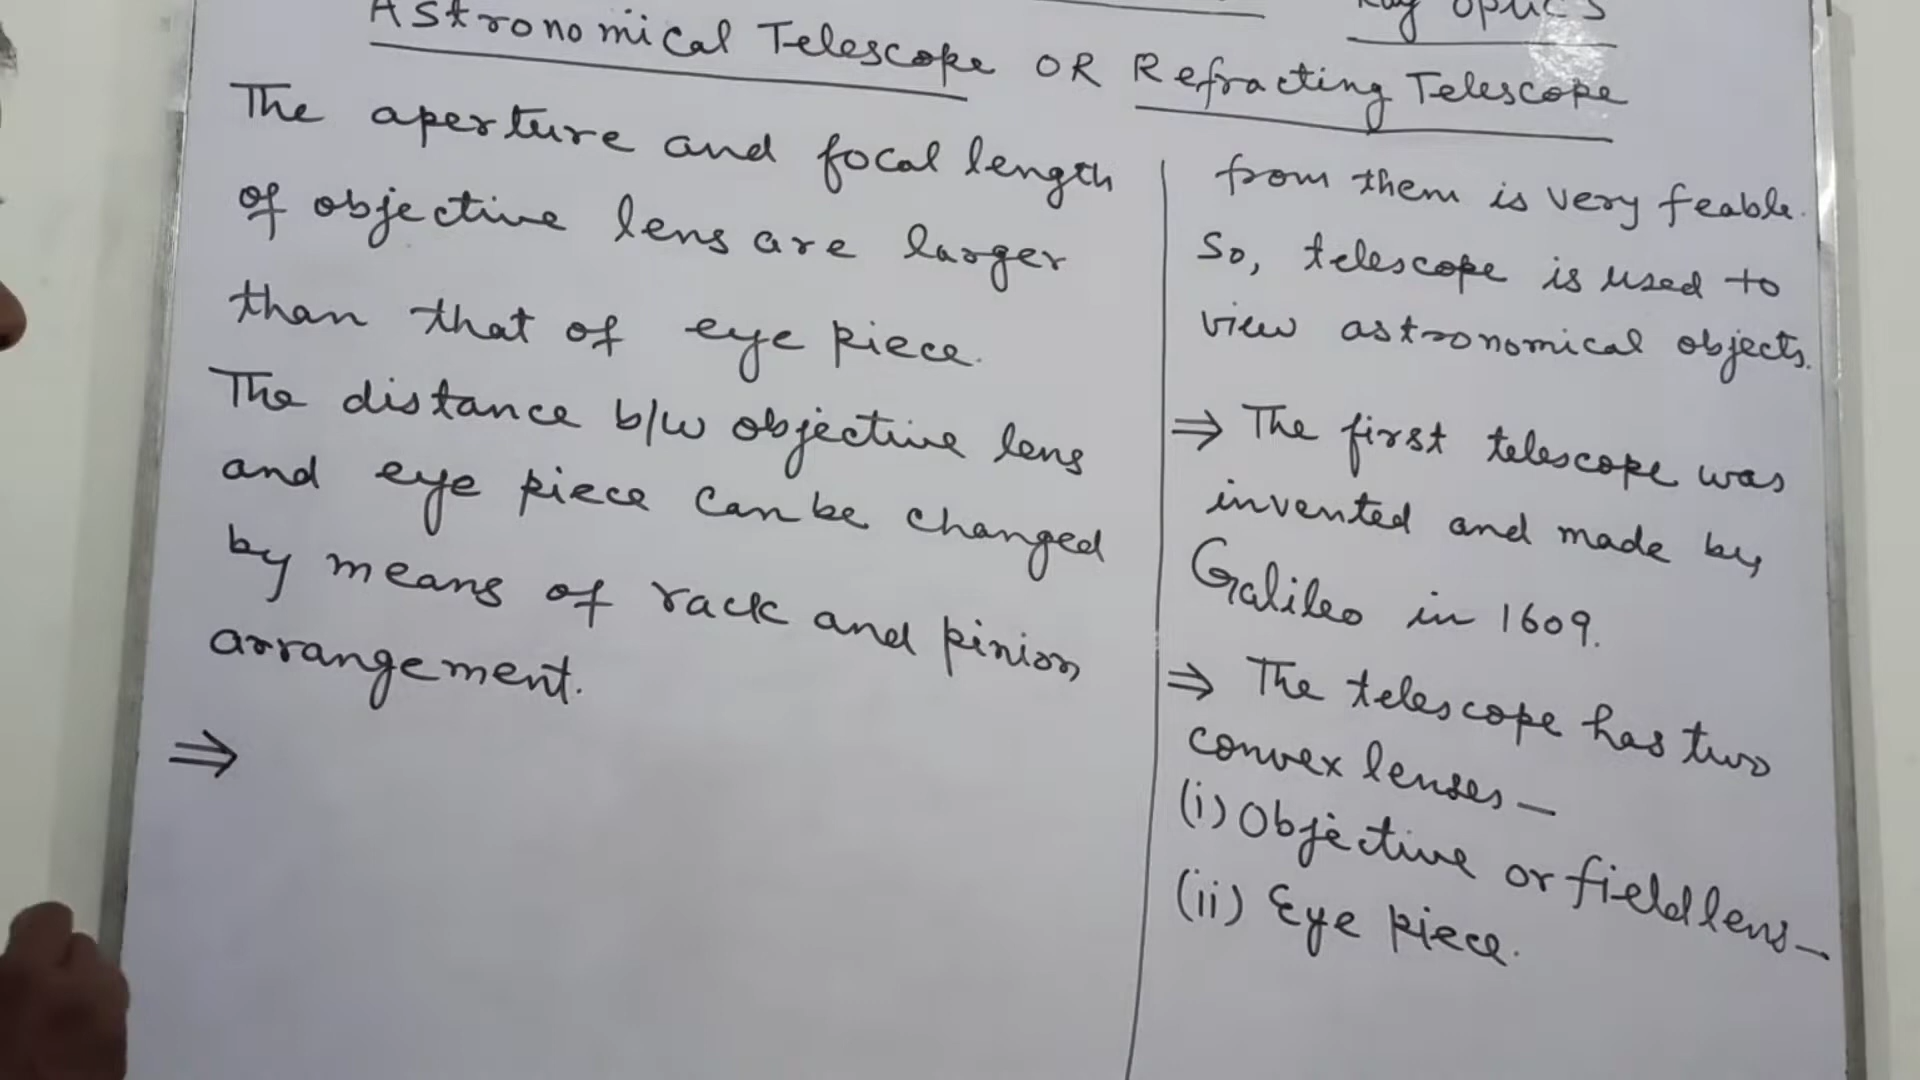 Ray Optics
Astronomical Telescope OR Refracting Telescope
The aperture and focal length
of objective lens are larger
than that of eye piece.
The distance b/w objective lens
and eye piece can be changed
by means of rack and pinion
arrangement.
⇒
from them is very feable.
So, telescope is used to
view astronomical objects.
⇒ The first telescope was
invented and made by
Galileo in 1609.
⇒ The telescope has two
convex lenses—
(i) Objective or field lens—
(ii) Eye piece.